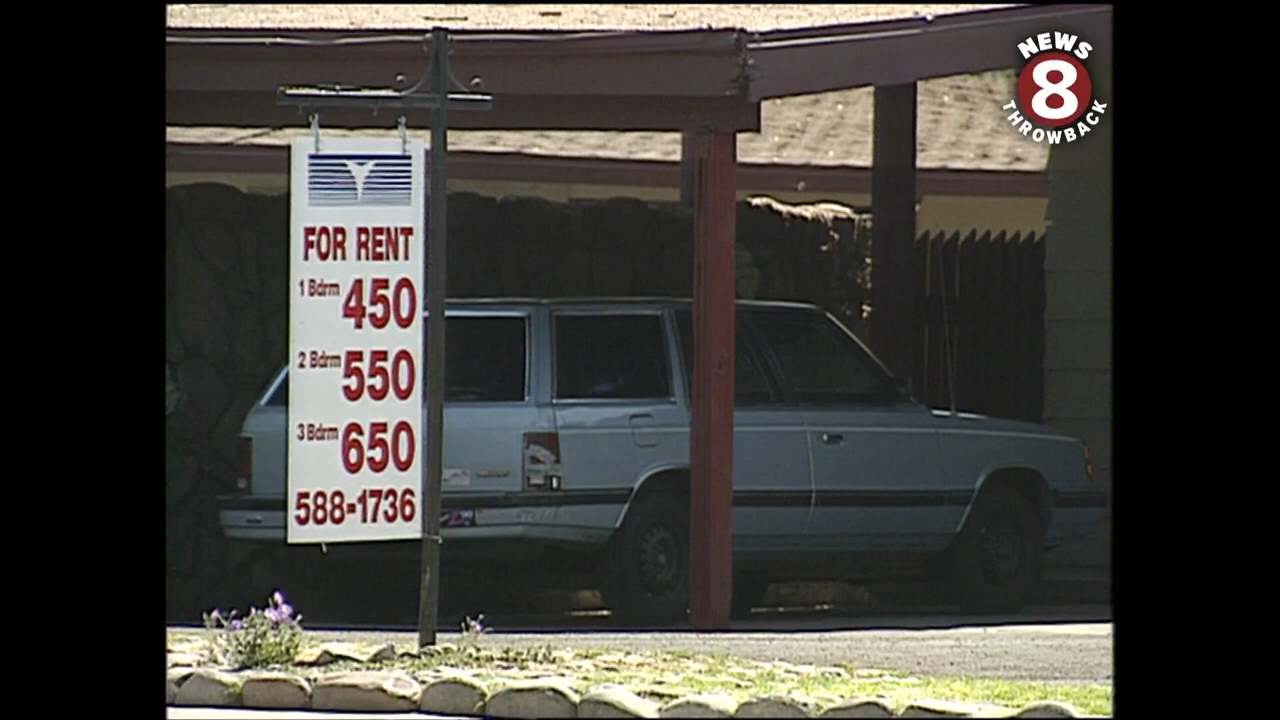 NEWS
8
THROWBACK
FOR RENT
1 Bdrm 450
2 Bdrm 550
3 Bdrm 650
588-1736